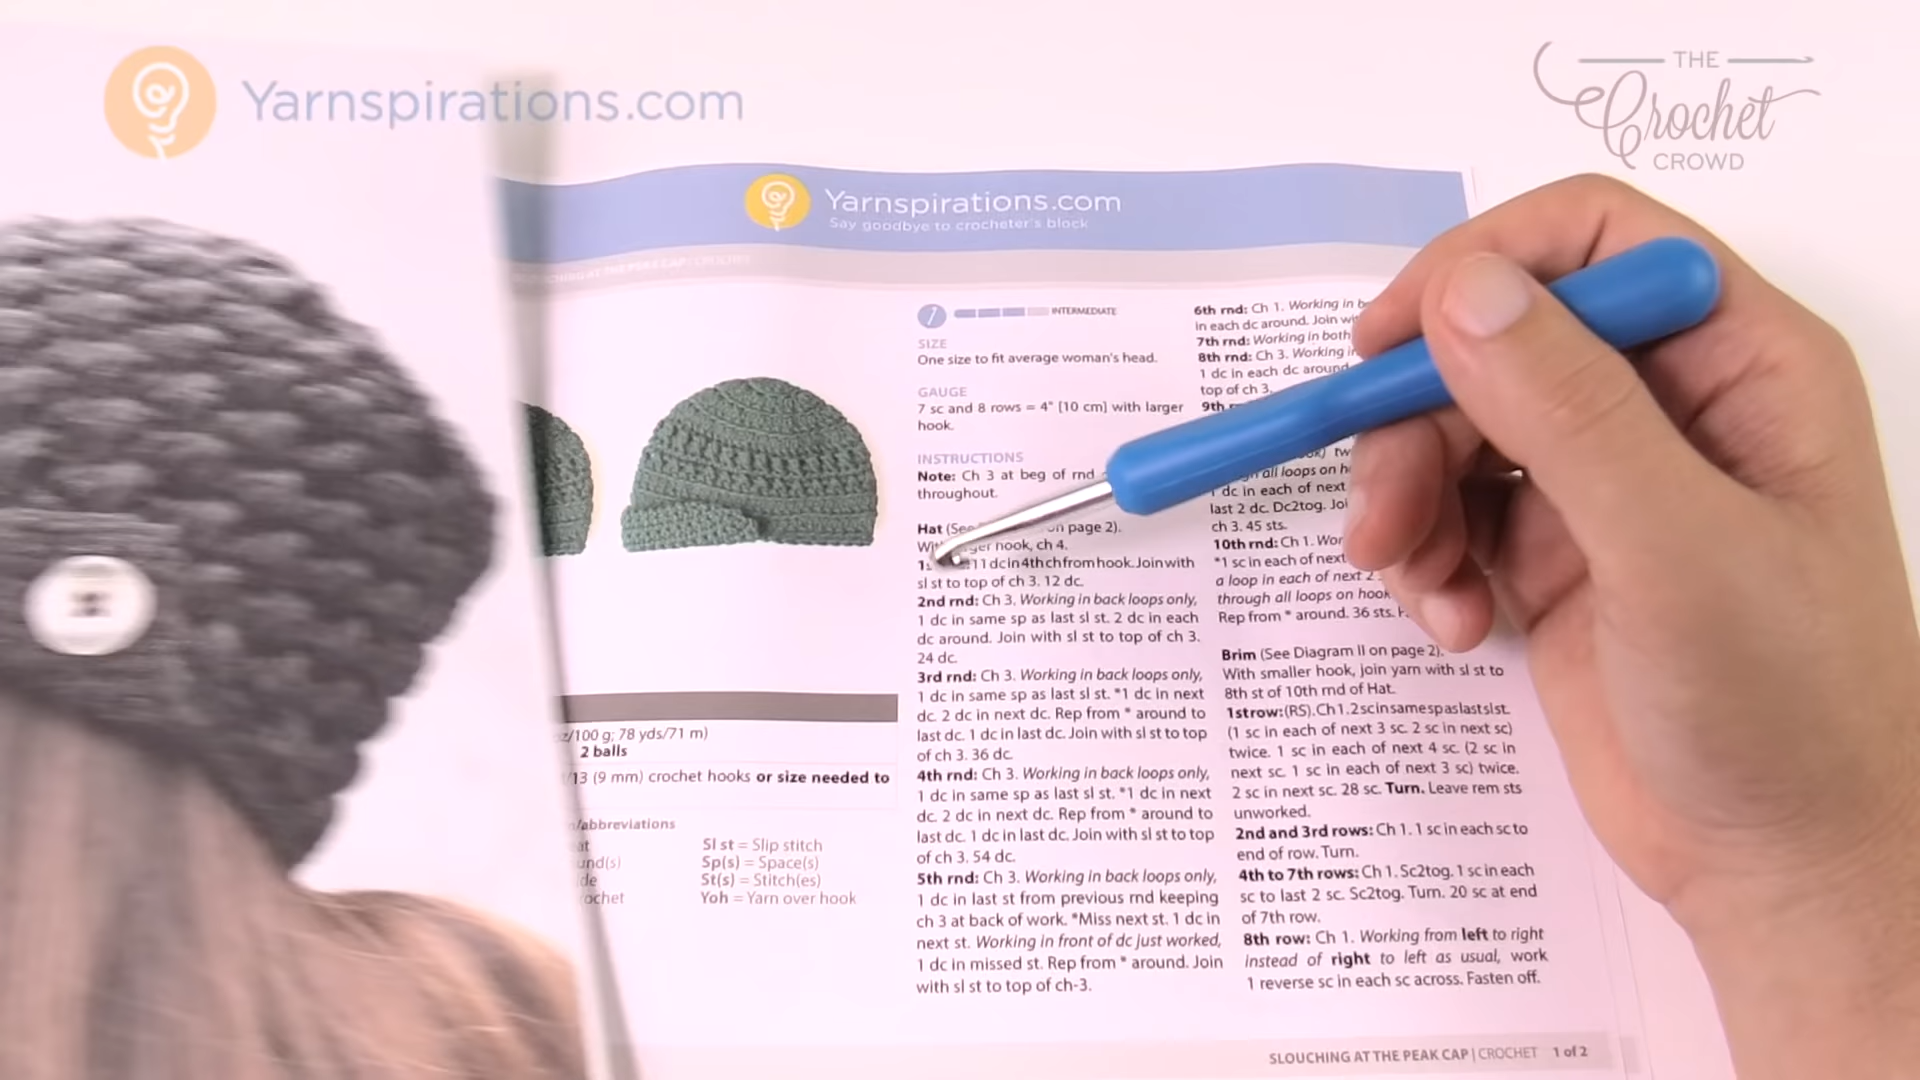 Yarnspirations.com
THE
Crochet
CROWD
Yarnspirations.com
Say goodbye to crocheter's block
SLOUCHING AT THE PEAK CAP | CROCHET
oz/100 g; 78 yds/71 m)
2 balls
/13 (9 mm) crochet hooks or size needed to
/abbreviations
Sl st = Slip stitch
und(s) Sp(s) = Space(s)
St(s) = Stitch(es)
ochet Yoh = Yarn over hook
INTERMEDIATE
SIZE
One size to fit average woman's head.
GAUGE
7 sc and 8 rows = 4" [10 cm] with larger
hook.
INSTRUCTIONS
Note: Ch 3 at beg of rnd
throughout.
Hat (See on page 2).
hook, ch 4.
11 dc in 4th ch from hook. Join with
sl st to top of ch 3. 12 dc.
2nd rnd: Ch 3. Working in back loops only,
1 dc in same sp as last sl st. 2 dc in each
dc around. Join with sl st to top of ch 3.
24 dc.
3rd rnd: Ch 3. Working in back loops only,
1 dc in same sp as last sl st. *1 dc in next
dc. 2 dc in next dc. Rep from * around to
last dc. 1 dc in last dc. Join with sl st to top
of ch 3. 36 dc.
4th rnd: Ch 3. Working in back loops only,
1 dc in same sp as last sl st. *1 dc in next
dc. 2 dc in next dc. Rep from * around to
last dc. 1 dc in last dc. Join with sl st to top
of ch 3. 54 dc.
5th rnd: Ch 3. Working in back loops only,
1 dc in last st from previous rnd keeping
ch 3 at back of work. *Miss next st. 1 dc in
next st. Working in front of dc just worked,
1 dc in missed st. Rep from * around. Join
with sl st to top of ch-3.
6th rnd: Ch 1. Working in
in each dc around. Join
7th rnd: Working in both
8th rnd: Ch 3. Working
1 dc in each dc around
top of ch 3.
9th
all loops on
1 dc in each of next
last 2 dc. Dc2tog.
ch 3. 45 sts.
10th rnd: Ch 1.
*1 sc in each of next
a loop in each of next 2
through all loops on hook
Rep from * around. 36 sts.
Brim (See Diagram II on page 2).
With smaller hook, join yarn with sl st to
8th st of 10th rnd of Hat.
1st row: (RS). Ch 1. 2 sc in same sp as last sl st.
(1 sc in each of next 3 sc. 2 sc in next sc)
twice. 1 sc in each of next 4 sc. (2 sc in
next sc. 1 sc in each of next 3 sc) twice.
2 sc in next sc. 28 sc. Turn. Leave rem sts
unworked.
2nd and 3rd rows: Ch 1. 1 sc in each sc to
end of row. Turn.
4th to 7th rows: Ch 1. Sc2tog. 1 sc in each
sc to last 2 sc. Sc2tog. Turn. 20 sc at end
of 7th row.
8th row: Ch 1. Working from left to right
instead of right to left as usual, work
1 reverse sc in each sc across. Fasten off.
SLOUCHING AT THE PEAK CAP | CROCHET 1 of 2